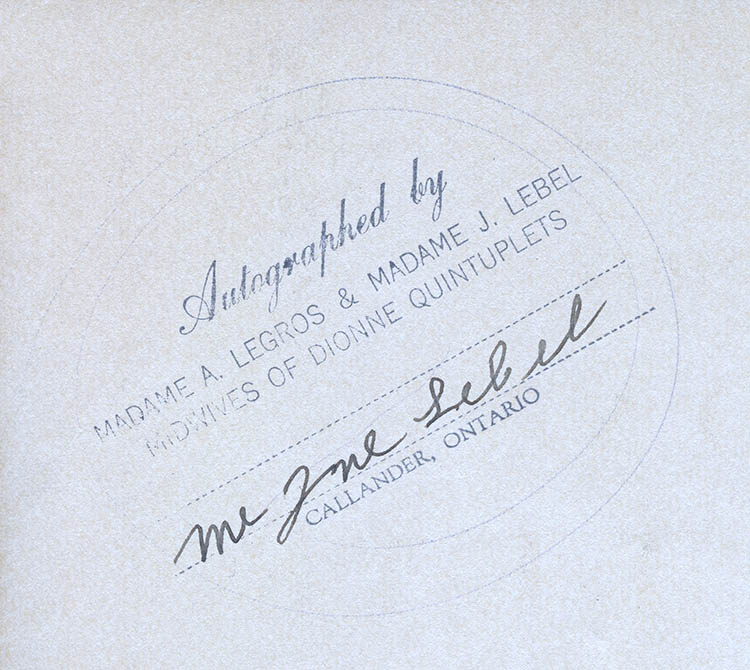 Autographed by
MADAME A. LEGROS & MADAME J. LEBEL
MIDWIVES OF DIONNE QUINTUPLETS
Me Jne Lebel
CALLANDER, ONTARIO